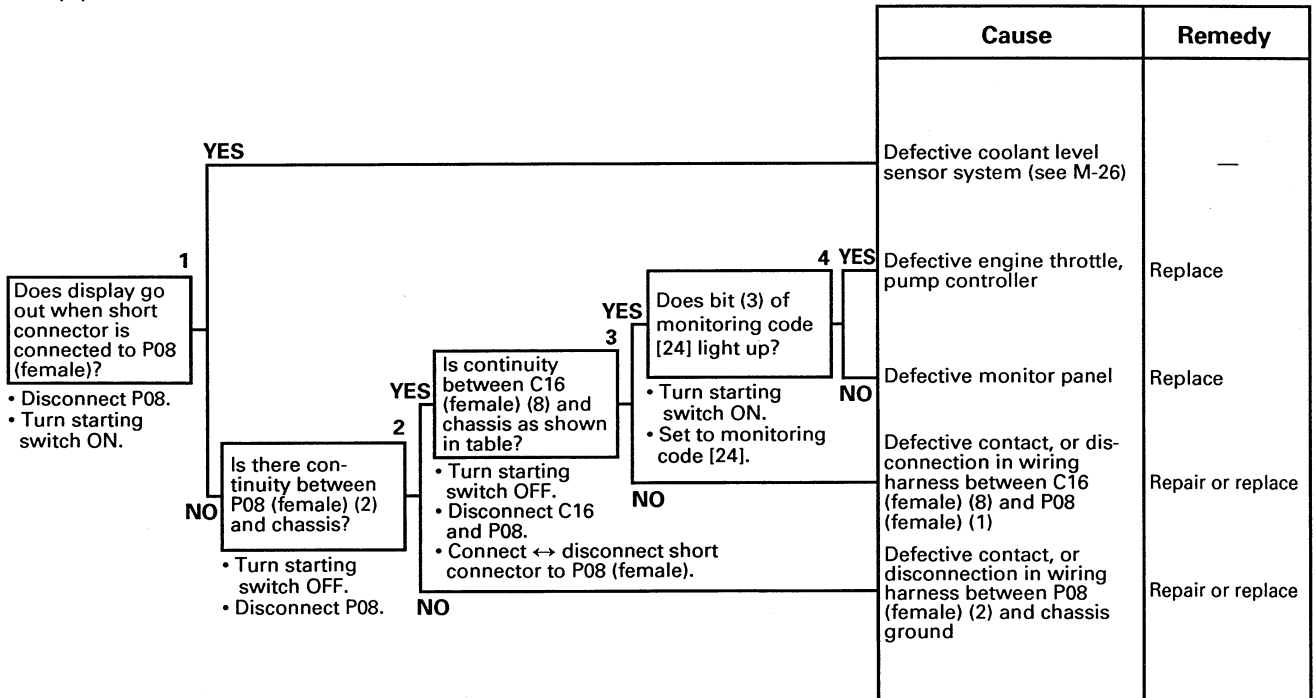 Cause
Remedy
YES
Defective coolant level
sensor system (see M-26)
—
1
Does display go
out when short
connector is
connected to P08
(female)?
• Disconnect P08.
• Turn starting
switch ON.
NO
2
Is there con-
tinuity between
P08 (female) (2)
and chassis?
• Turn starting
switch OFF.
• Disconnect P08.
YES
3
Is continuity
between C16
(female) (8) and
chassis as shown
in table?
• Turn starting
switch OFF.
• Disconnect C16
and P08.
• Connect ↔ disconnect short
connector to P08 (female).
NO
YES
4
Does bit (3) of
monitoring code
[24] light up?
• Turn starting
switch ON.
• Set to monitoring
code [24].
NO
YES
Defective engine throttle,
pump controller
Replace
NO
Defective monitor panel
Replace
Defective contact, or dis-
connection in wiring
harness between C16
(female) (8) and P08
(female) (1)
Repair or replace
Defective contact, or
disconnection in wiring
harness between P08
(female) (2) and chassis
ground
Repair or replace